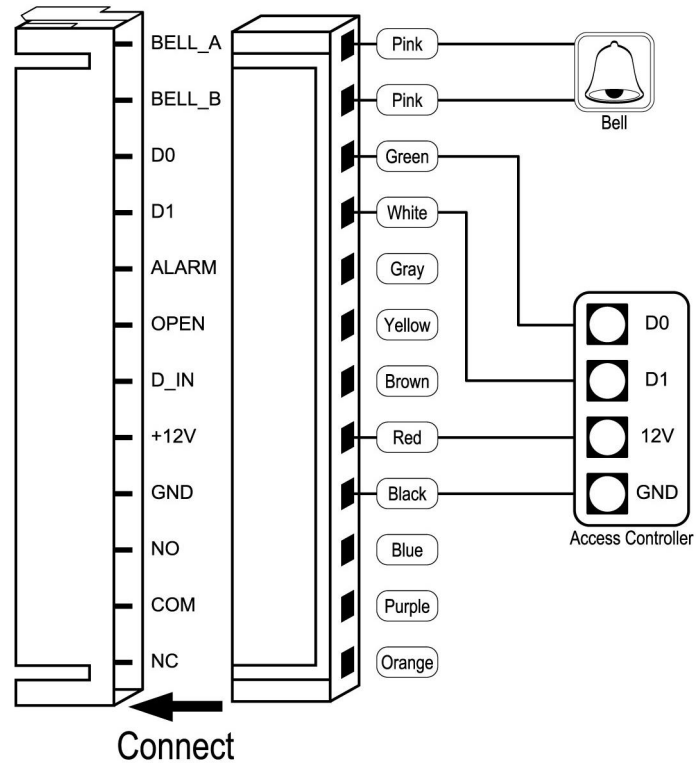 BELL_A
Pink
BELL_B
Pink
Bell
D0
Green
D1
White
ALARM
Gray
OPEN
Yellow
D0
D_IN
Brown
D1
+12V
Red
12V
GND
Black
GND
Access Controller
NO
Blue
COM
Purple
NC
Orange
Connect